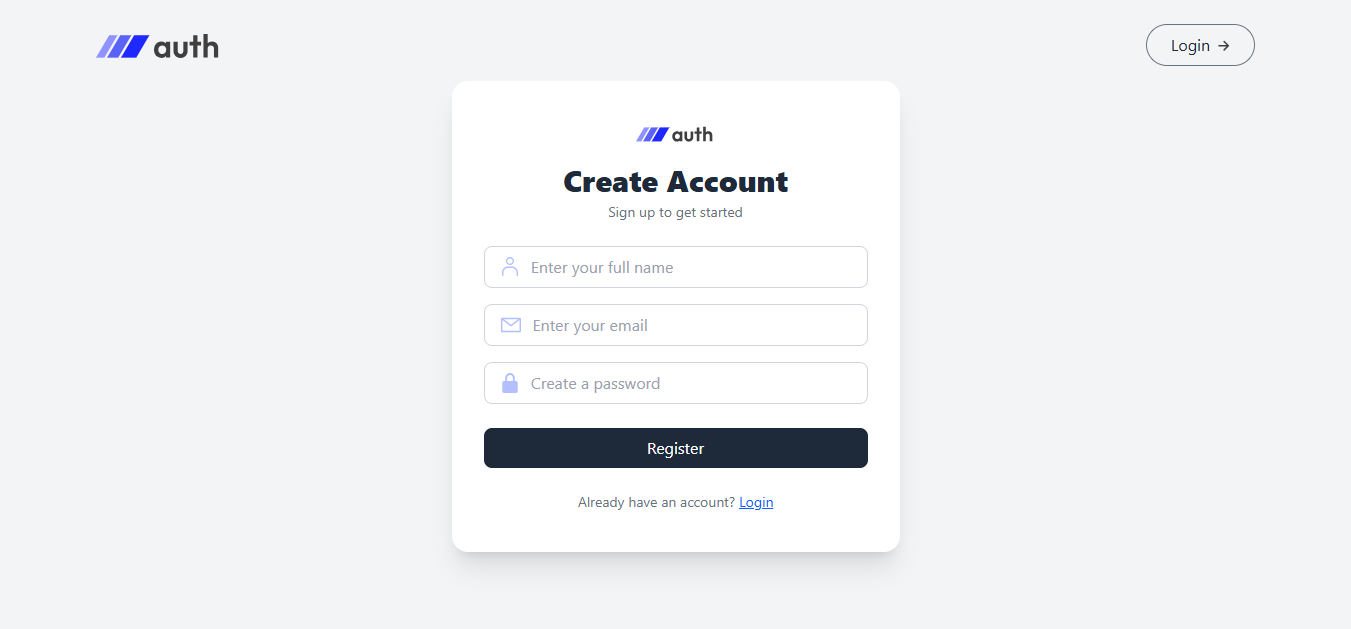 auth
Login →
auth
Create Account
Sign up to get started
Enter your full name
Enter your email
Create a password
Register
Already have an account? Login